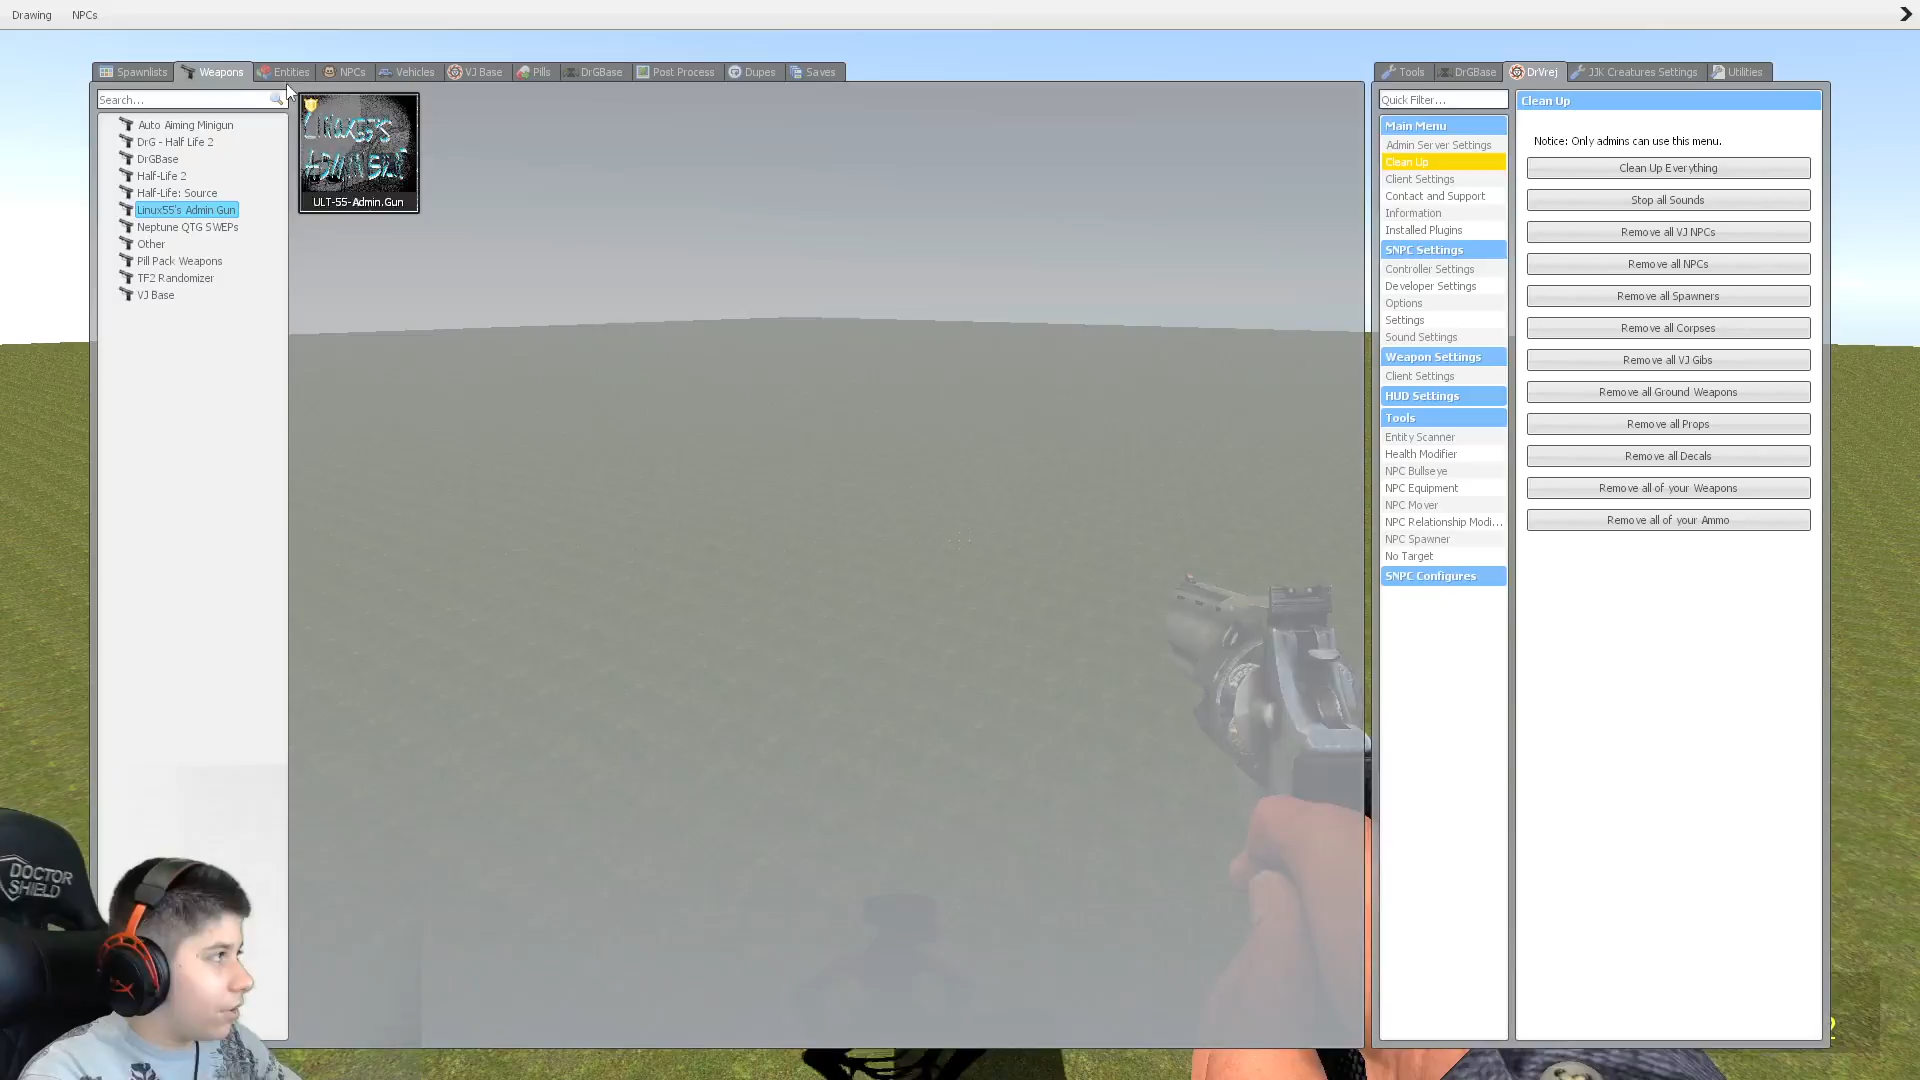 Drawing NPCs
Spawnlists Weapons Entities NPCs Vehicles VJ Base Pills DrGBase Post Process Dupes Saves
Search...
Auto Aiming Minigun
DrG - Half Life 2
DrGBase
Half-Life 2
Half-Life: Source
Linux55's Admin Gun
Neptune QTG SWEPs
Other
Pill Pack Weapons
TF2 Randomizer
VJ Base
LINUX55's
ULT-55-Admin.Gun
Tools DrGBase DrVrej JJK Creatures Settings Utilities
Quick Filter...
Main Menu
Admin Server Settings
Clean Up
Client Settings
Contact and Support
Information
Installed Plugins
SNPC Settings
Controller Settings
Developer Settings
Options
Settings
Sound Settings
Weapon Settings
Client Settings
HUD Settings
Tools
Entity Scanner
Health Modifier
NPC Bullseye
NPC Equipment
NPC Mover
NPC Relationship Modi...
NPC Spawner
No Target
SNPC Configures
Clean Up
Notice: Only admins can use this menu.
Clean Up Everything
Stop all Sounds
Remove all VJ NPCs
Remove all NPCs
Remove all Spawners
Remove all Corpses
Remove all VJ Gibs
Remove all Ground Weapons
Remove all Props
Remove all Decals
Remove all of your Weapons
Remove all of your Ammo
DOCTOR
SHIELD